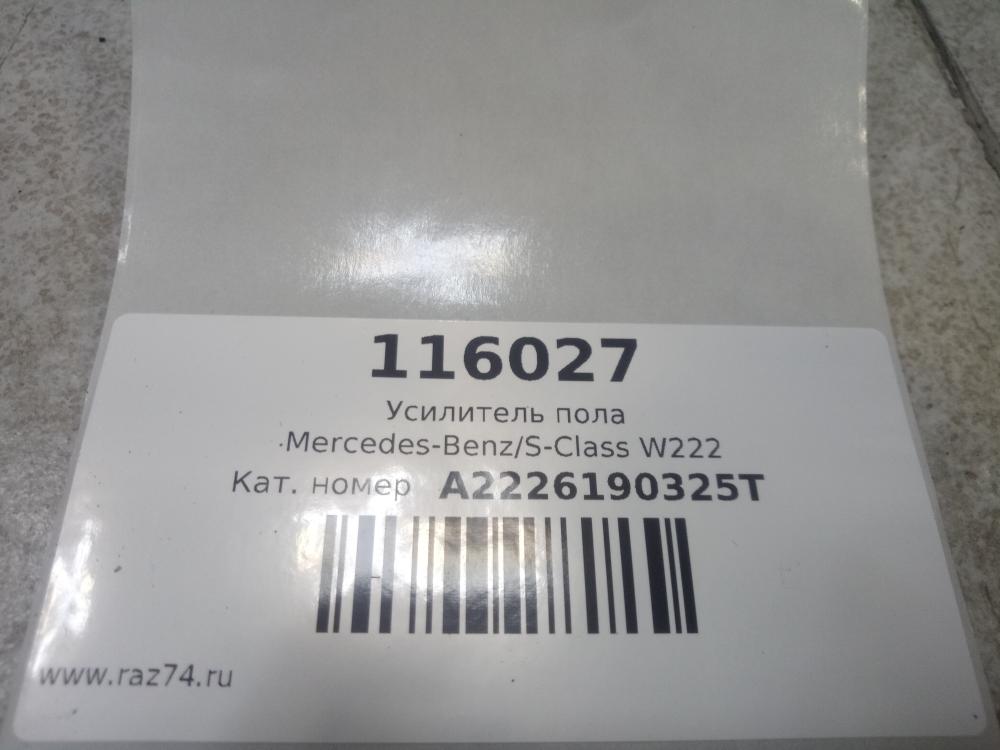 116027
Усилитель пола
Mercedes-Benz/S-Class W222
Кат. номер A2226190325T
www.raz74.ru